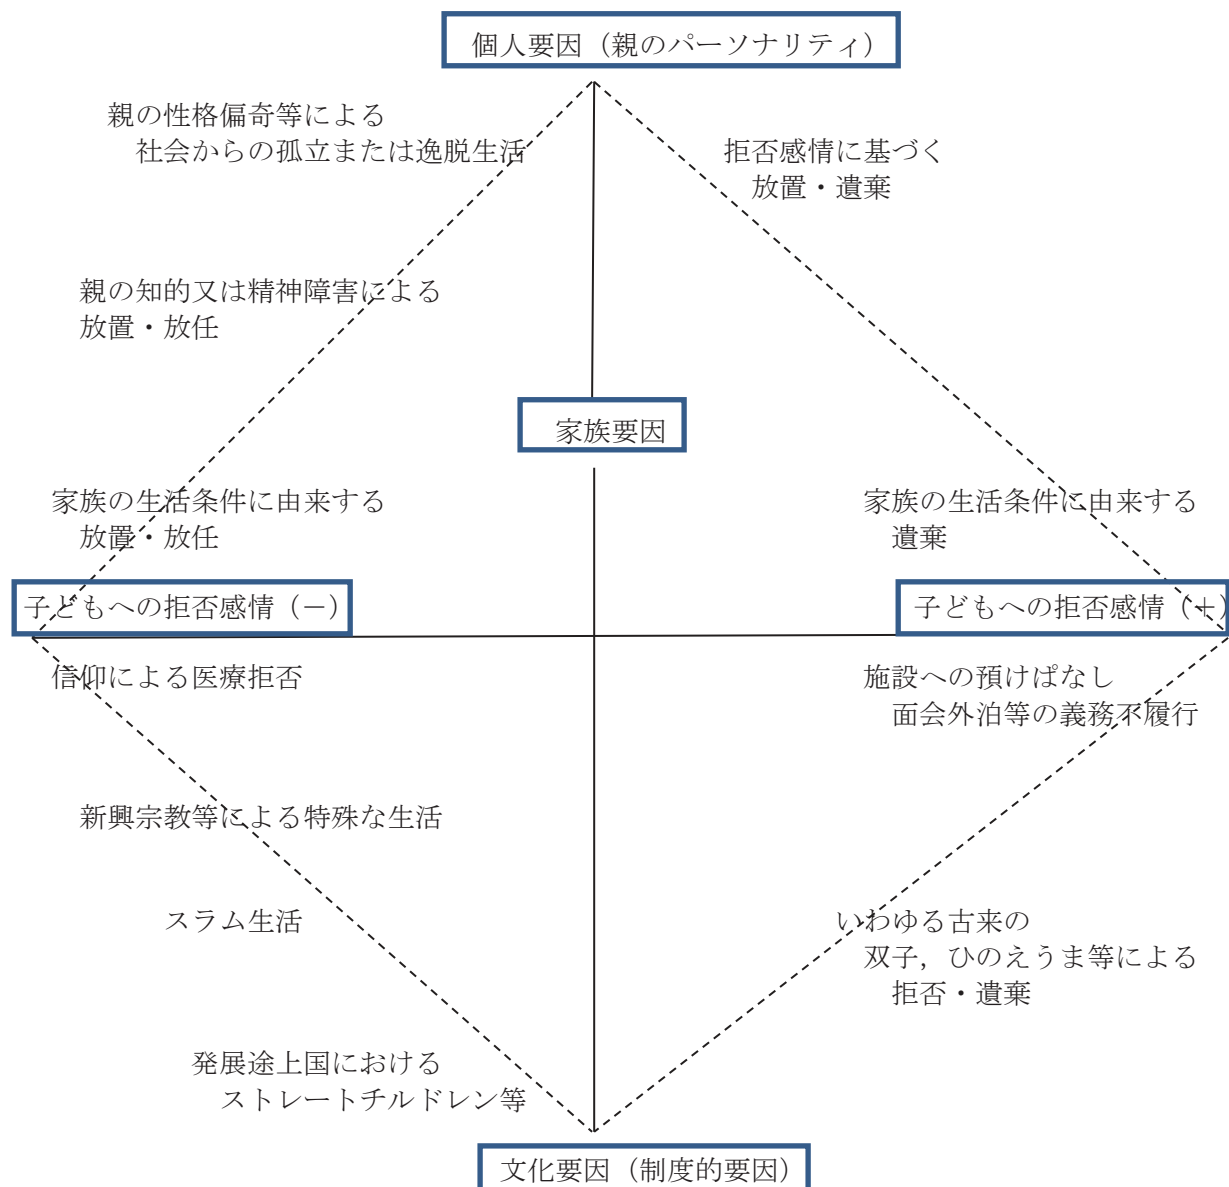 個人要因（親のパーソナリティ）
親の性格偏奇等による
社会からの孤立または逸脱生活
拒否感情に基づく
放置・遺棄
親の知的又は精神障害による
放置・放任
家族要因
家族の生活条件に由来する
放置・放任
家族の生活条件に由来する
遺棄
子どもへの拒否感情（－）
子どもへの拒否感情（＋）
信仰による医療拒否
施設への預けぱなし
面会外泊等の義務不履行
新興宗教等による特殊な生活
スラム生活
いわゆる古来の
双子，ひのえうま等による
拒否・遺棄
発展途上国における
ストレートチルドレン等
文化要因（制度的要因）